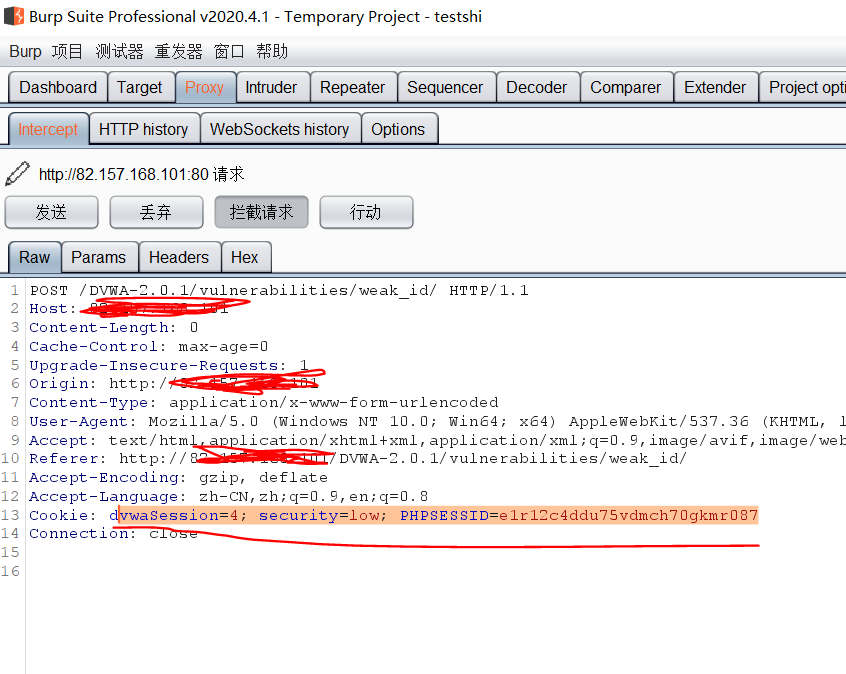 Burp Suite Professional v2020.4.1 - Temporary Project - testshi
Burp 项目 测试器 重发器 窗口 帮助
Dashboard Target Proxy Intruder Repeater Sequencer Decoder Comparer Extender Project opti
Intercept HTTP history WebSockets history Options
http://82.157.168.101:80 请求
发送 丢弃 拦截请求 行动
Raw Params Headers Hex
1 POST /DVWA-2.0.1/vulnerabilities/weak_id/ HTTP/1.1
2 Host:
3 Content-Length: 0
4 Cache-Control: max-age=0
5 Upgrade-Insecure-Requests: 1
6 Origin: http://
7 Content-Type: application/x-www-form-urlencoded
8 User-Agent: Mozilla/5.0 (Windows NT 10.0; Win64; x64) AppleWebKit/537.36 (KHTML, l
9 Accept: text/html,application/xhtml+xml,application/xml;q=0.9,image/avif,image/web
10 Referer: http:///DVWA-2.0.1/vulnerabilities/weak_id/
11 Accept-Encoding: gzip, deflate
12 Accept-Language: zh-CN,zh;q=0.9,en;q=0.8
13 Cookie: dvwaSession=4; security=low; PHPSESSID=e1r12c4ddu75vdmch70gkmr087
14 Connection: close
15
16